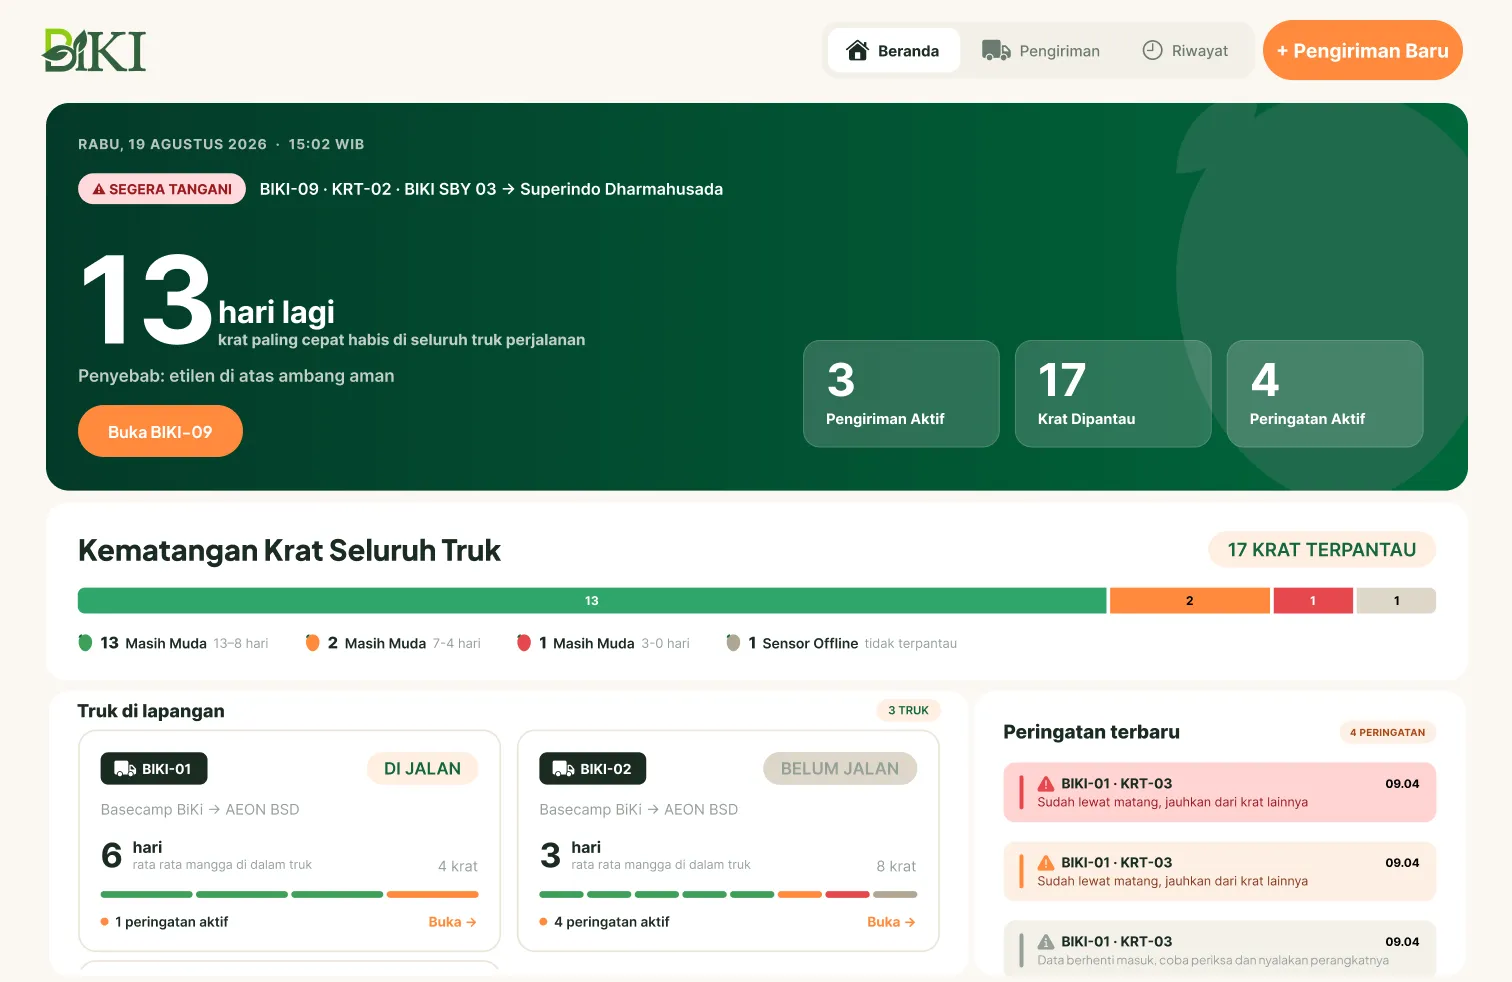 BIKI
Beranda
Pengiriman
Riwayat
+ Pengiriman Baru
RABU, 19 AGUSTUS 2026 · 15:02 WIB
SEGERA TANGANI
BIKI-09 · KRT-02 · BIKI SBY 03 → Superindo Dharmahusada
13 hari lagi
krat paling cepat habis di seluruh truk perjalanan
Penyebab: etilen di atas ambang aman
Buka BIKI-09
3
Pengiriman Aktif
17
Krat Dipantau
4
Peringatan Aktif
Kematangan Krat Seluruh Truk
17 KRAT TERPANTAU
13
2
1
1
13 Masih Muda 13–8 hari
2 Masih Muda 7-4 hari
1 Masih Muda 3-0 hari
1 Sensor Offline tidak terpantau
Truk di lapangan
3 TRUK
BIKI-01
DI JALAN
Basecamp BiKi → AEON BSD
6 hari
rata rata mangga di dalam truk
4 krat
1 peringatan aktif
Buka →
BIKI-02
BELUM JALAN
Basecamp BiKi → AEON BSD
3 hari
rata rata mangga di dalam truk
8 krat
4 peringatan aktif
Buka →
Peringatan terbaru
4 PERINGATAN
BIKI-01 · KRT-03
09.04
Sudah lewat matang, jauhkan dari krat lainnya
BIKI-01 · KRT-03
09.04
Sudah lewat matang, jauhkan dari krat lainnya
BIKI-01 · KRT-03
09.04
Data berhenti masuk, coba periksa dan nyalakan perangkatnya